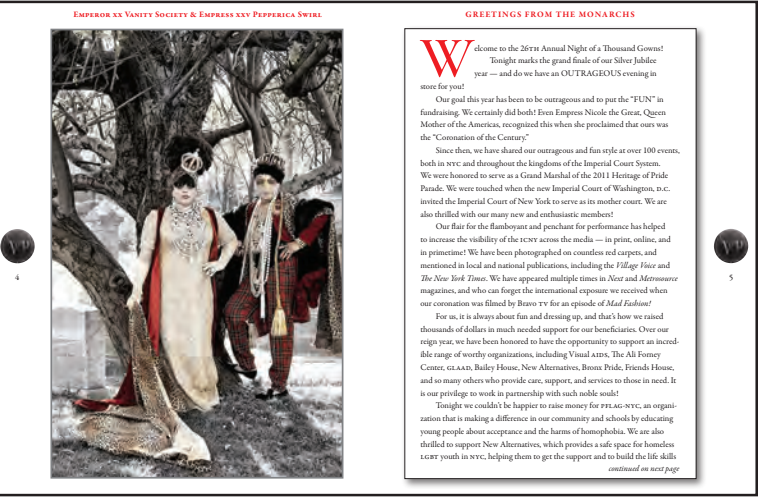 Emperor xx Vanity Society & Empress xxv Pepperica Swirl
4
GREETINGS FROM THE MONARCHS
Welcome to the 26TH Annual Night of a Thousand Gowns!
Tonight marks the grand finale of our Silver Jubilee
year — and do we have an OUTRAGEOUS evening in
store for you!
Our goal this year has been to be outrageous and to put the “FUN” in
fundraising. We certainly did both! Even Empress Nicole the Great, Queen
Mother of the Americas, recognized this when she proclaimed that ours was
the “Coronation of the Century.”
Since then, we have shared our outrageous and fun style at over 100 events,
both in NYC and throughout the kingdoms of the Imperial Court System.
We were honored to serve as a Grand Marshal of the 2011 Heritage of Pride
Parade. We were touched when the new Imperial Court of Washington, D.C.
invited the Imperial Court of New York to serve as its mother court. We are
also thrilled with our many new and enthusiastic members!
Our flair for the flamboyant and penchant for performance has helped
to increase the visibility of the ICNY across the media — in print, online, and
in primetime! We have been photographed on countless red carpets, and
mentioned in local and national publications, including the Village Voice and
The New York Times. We have appeared multiple times in Next and Metrosource
magazines, and who can forget the international exposure we received when
our coronation was filmed by Bravo TV for an episode of Mad Fashion!
For us, it is always about fun and dressing up, and that’s how we raised
thousands of dollars in much needed support for our beneficiaries. Over our
reign year, we have been honored to have the opportunity to support an incred-
ible range of worthy organizations, including Visual AIDS, The Ali Forney
Center, GLAAD, Bailey House, New Alternatives, Bronx Pride, Friends House,
and so many others who provide care, support, and services to those in need. It
is our privilege to work in partnership with such noble souls!
Tonight we couldn’t be happier to raise money for PFLAG-NYC, an organi-
zation that is making a difference in our community and schools by educating
young people about acceptance and the harms of homophobia. We are also
thrilled to support New Alternatives, which provides a safe space for homeless
LGBT youth in NYC, helping them to get the support and to build the life skills
continued on next page
5